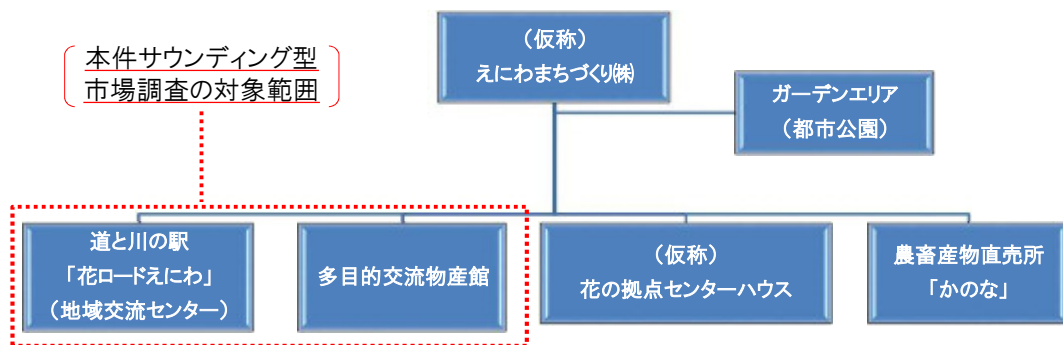 本件サウンディング型
市場調査の対象範囲
（仮称）
えにわまちづくり㈱
ガーデンエリア
（都市公園）
道と川の駅
「花ロードえにわ」
（地域交流センター）
多目的交流物産館
（仮称）
花の拠点センターハウス
農畜産物直売所
「かのな」